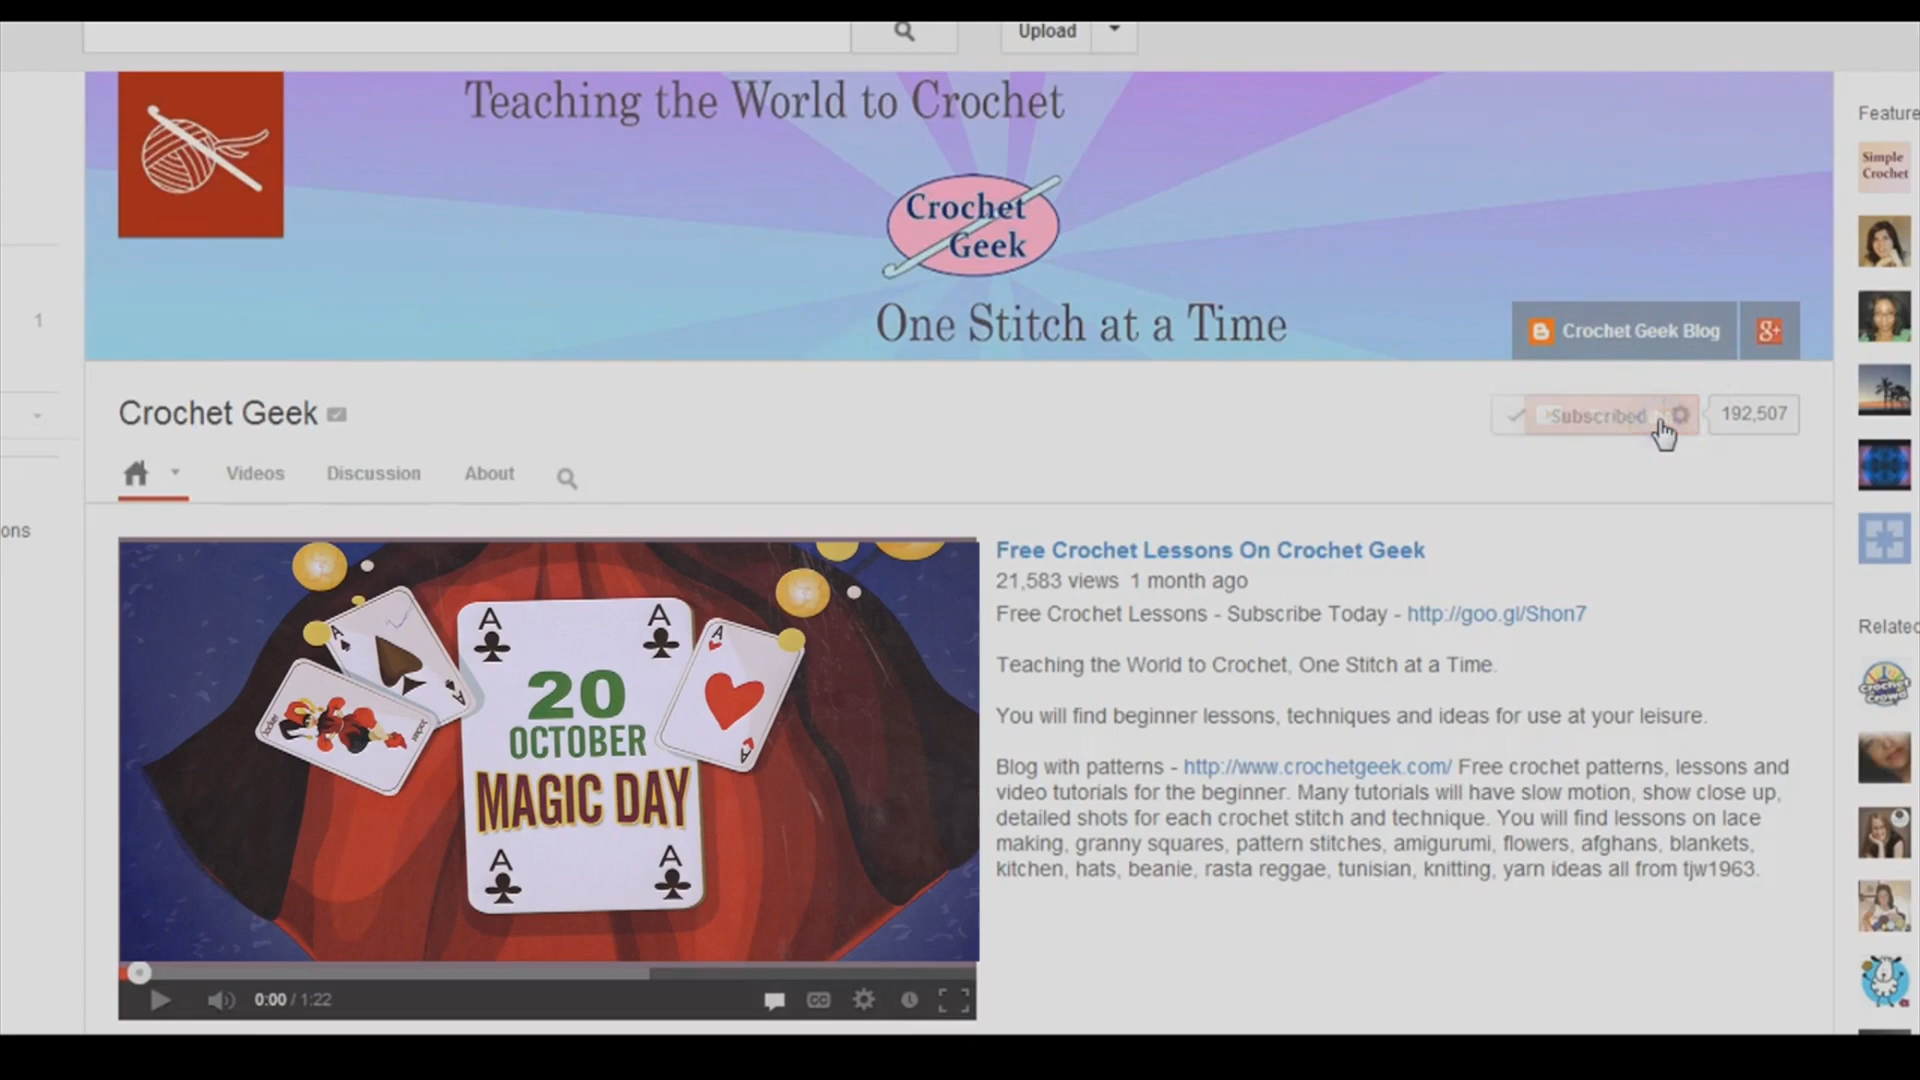 Upload
Teaching the World to Crochet
Crochet
Geek
One Stitch at a Time
Crochet Geek Blog
g+
Crochet Geek
Subscribed
192,507
Videos
Discussion
About
1
ons
Free Crochet Lessons On Crochet Geek
21,583 views 1 month ago
Free Crochet Lessons - Subscribe Today - http://goo.gl/Shon7
Teaching the World to Crochet, One Stitch at a Time.
You will find beginner lessons, techniques and ideas for use at your leisure.
Blog with patterns - http://www.crochetgeek.com/ Free crochet patterns, lessons and
video tutorials for the beginner. Many tutorials will have slow motion, show close up,
detailed shots for each crochet stitch and technique. You will find lessons on lace
making, granny squares, pattern stitches, amigurumi, flowers, afghans, blankets,
kitchen, hats, beanie, rasta reggae, tunisian, knitting, yarn ideas all from tjw1963.
A
A
A
A
A
A
Joker
Joker
20
OCTOBER
MAGIC DAY
A
A
0:00 / 1:22
CC
Feature
Simple
Crochet
Related
Crochet
Crowd